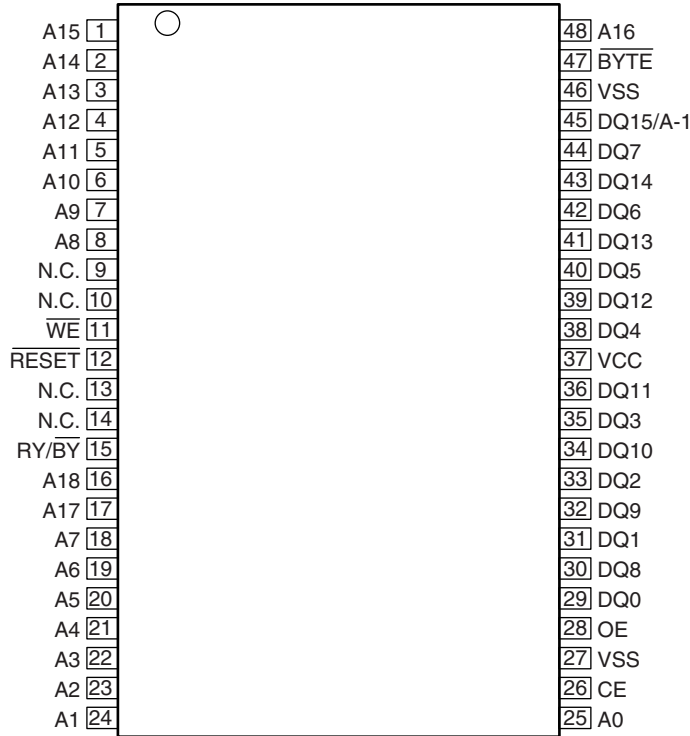 A15 1
A14 2
A13 3
A12 4
A11 5
A10 6
A9 7
A8 8
N.C. 9
N.C. 10
W̅E̅ 11
R̅E̅S̅E̅T̅ 12
N.C. 13
N.C. 14
RY/B̅Y̅ 15
A18 16
A17 17
A7 18
A6 19
A5 20
A4 21
A3 22
A2 23
A1 24
48 A16
47 B̅Y̅T̅E̅
46 VSS
45 DQ15/A-1
44 DQ7
43 DQ14
42 DQ6
41 DQ13
40 DQ5
39 DQ12
38 DQ4
37 VCC
36 DQ11
35 DQ3
34 DQ10
33 DQ2
32 DQ9
31 DQ1
30 DQ8
29 DQ0
28 OE
27 VSS
26 CE
25 A0